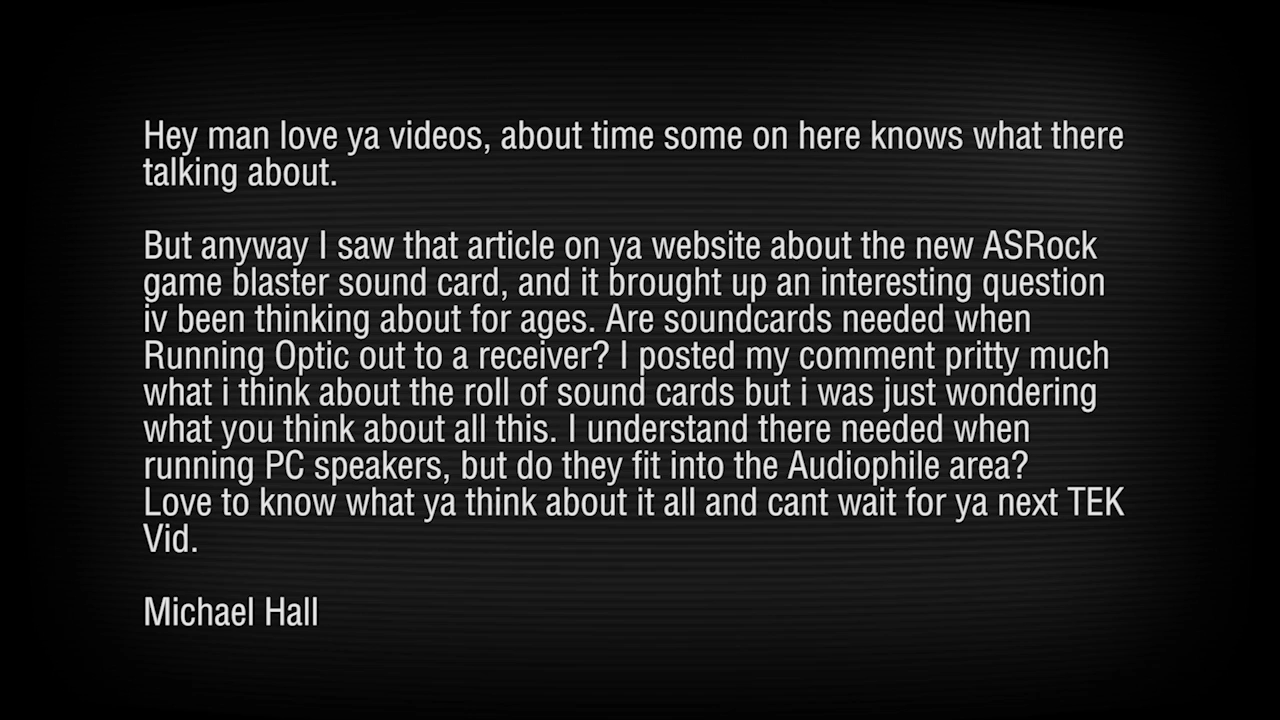 Hey man love ya videos, about time some on here knows what there
talking about.
But anyway I saw that article on ya website about the new ASRock
game blaster sound card, and it brought up an interesting question
iv been thinking about for ages. Are soundcards needed when
Running Optic out to a receiver? I posted my comment pritty much
what i think about the roll of sound cards but i was just wondering
what you think about all this. I understand there needed when
running PC speakers, but do they fit into the Audiophile area?
Love to know what ya think about it all and cant wait for ya next TEK
Vid.
Michael Hall